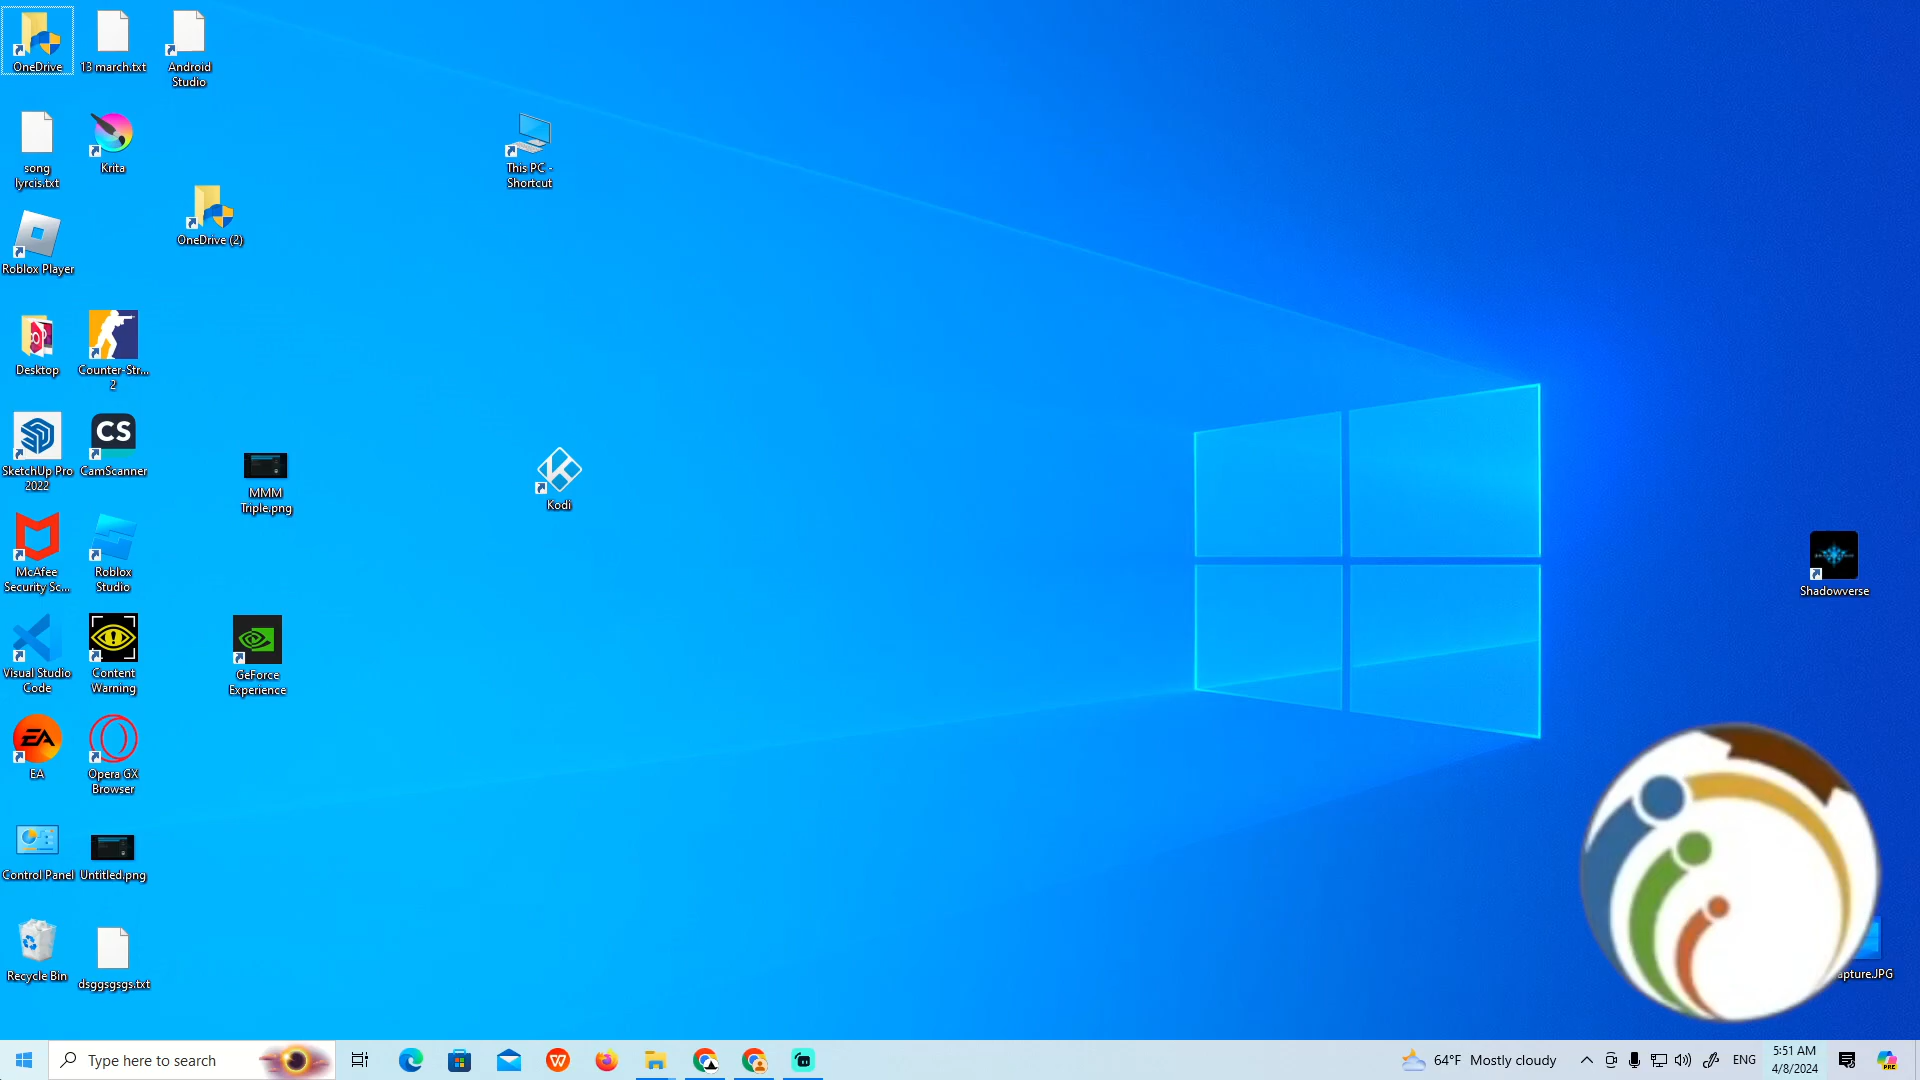 OneDrive
13 march.txt
Android
Studio
song
lyrcis.txt
Krita
This PC -
Shortcut
OneDrive (2)
Roblox Player
Desktop
Counter-Str...
2
SketchUp Pro
2022
CS
CamScanner
MMM
Triple.png
Kodi
McAfee
Security Sc...
Roblox
Studio
Shadowverse
Visual Studio
Code
Content
Warning
GeForce
Experience
EA
EA
Opera GX
Browser
Control Panel
Untitled.png
Recycle Bin
dsggsgsgs.txt
apture.JPG
Type here to search
64°F Mostly cloudy
ENG
5:51 AM
4/8/2024
PRE